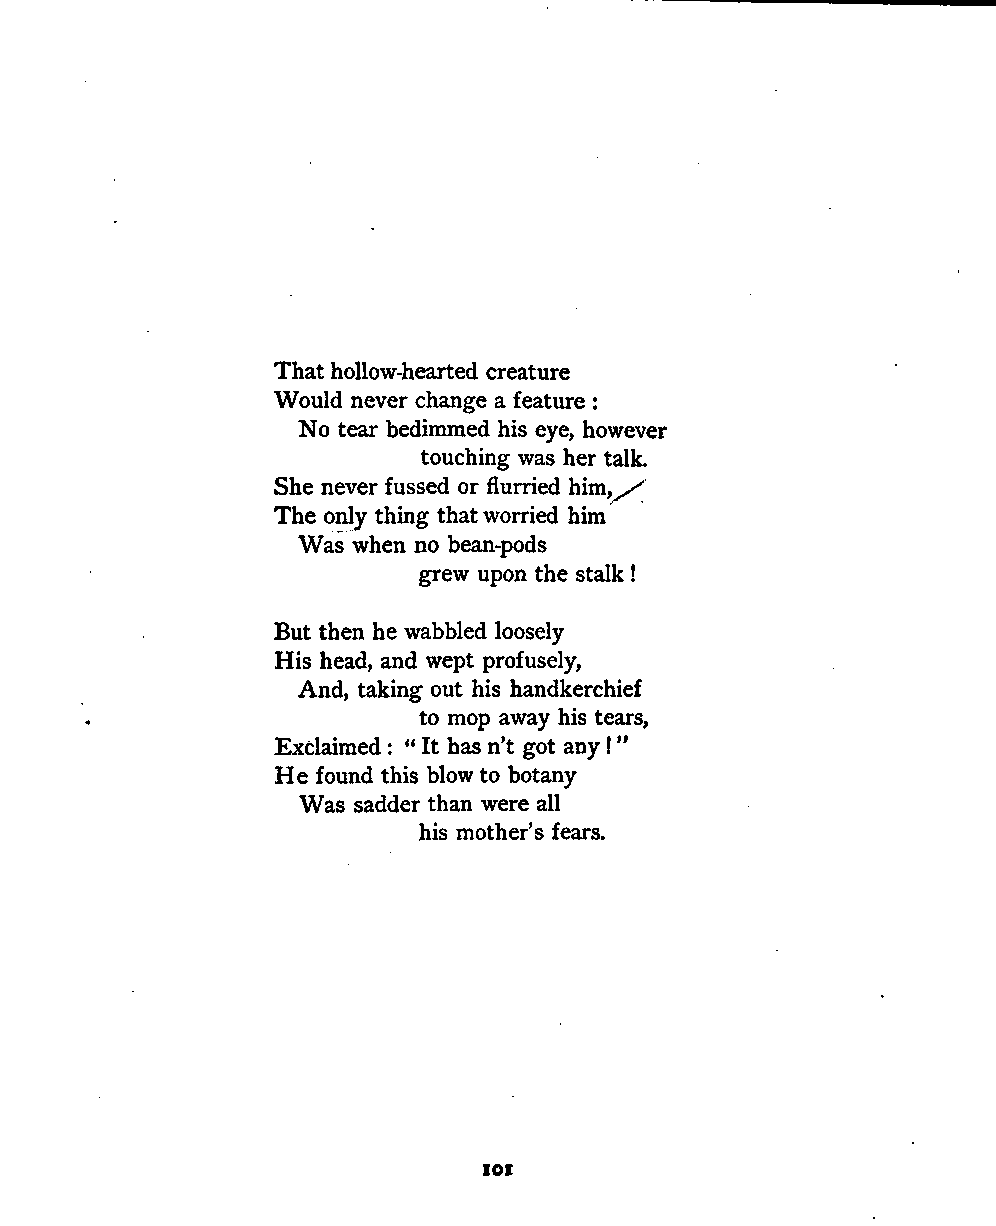 That hollow-hearted creature
Would never change a feature :
No tear bedimmed his eye, however
touching was her talk.
She never fussed or flurried him,
The only thing that worried him
Was when no bean-pods
grew upon the stalk !

But then he wabbled loosely
His head, and wept profusely,
And, taking out his handkerchief
to mop away his tears,
Exclaimed : “ It has n't got any ! ”
He found this blow to botany
Was sadder than were all
his mother's fears.

101